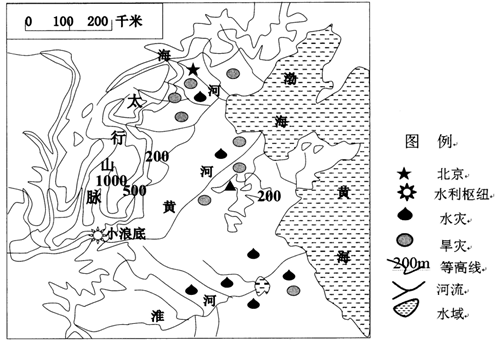 0 100 200 千米
海
河
渤
海
太
行
山
脉
200
1000
500
河
黄
200
黄
海
小浪底
河
淮
图 例
北京
水利枢纽
水灾
旱灾
200m 等高线
河流
水域